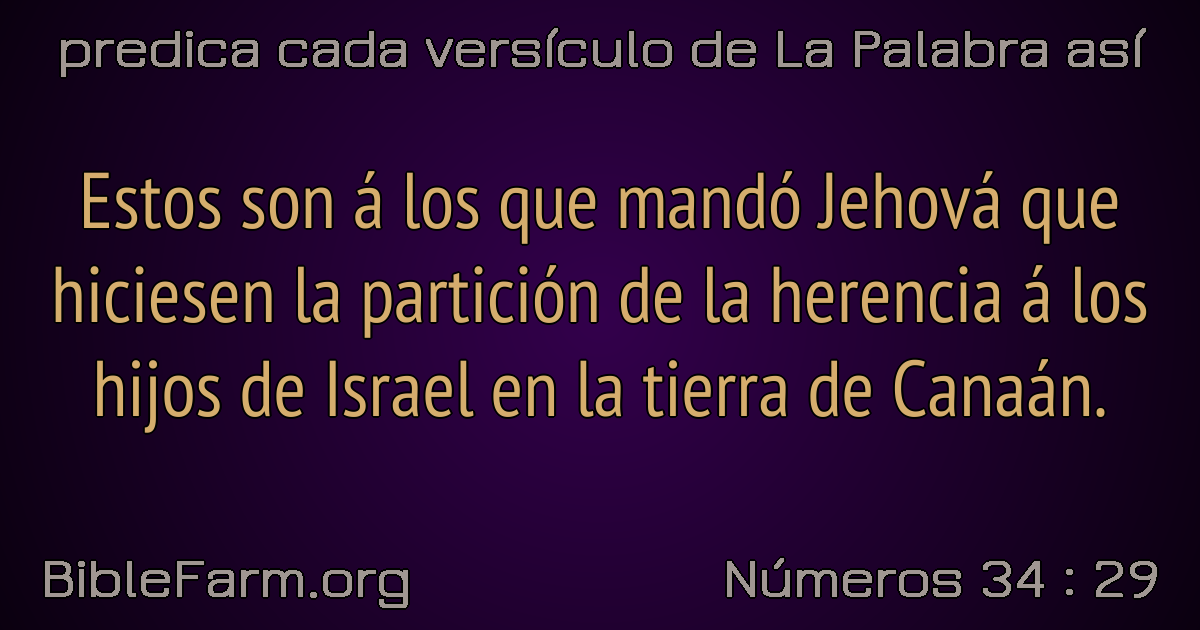 predica cada versículo de La Palabra así
Estos son á los que mandó Jehová que
hiciesen la partición de la herencia á los
hijos de Israel en la tierra de Canaán.
BibleFarm.org
Números 34 : 29